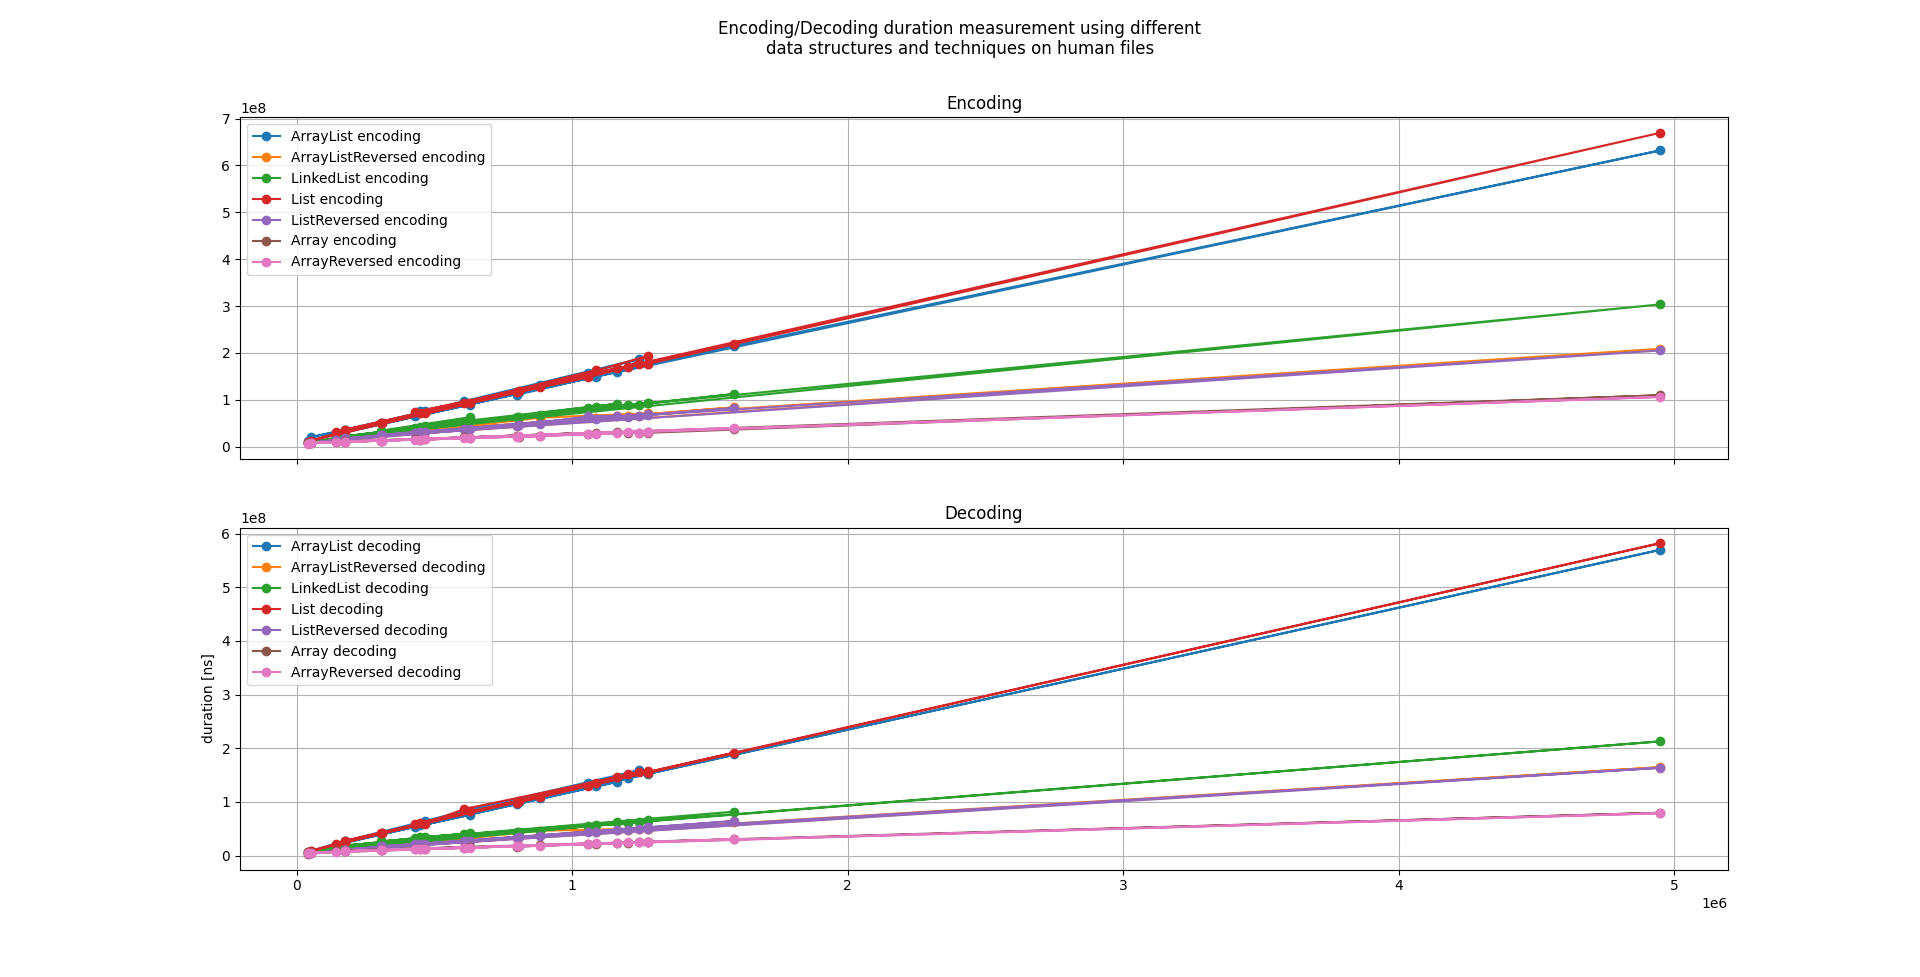 Encoding/Decoding duration measurement using different
data structures and techniques on human files
Encoding
1e8
7
6
5
4
3
2
1
0
ArrayList encoding
ArrayListReversed encoding
LinkedList encoding
List encoding
ListReversed encoding
Array encoding
ArrayReversed encoding
Decoding
1e8
6
5
4
3
2
1
0
duration [ns]
ArrayList decoding
ArrayListReversed decoding
LinkedList decoding
List decoding
ListReversed decoding
Array decoding
ArrayReversed decoding
0 1 2 3 4 5
1e6